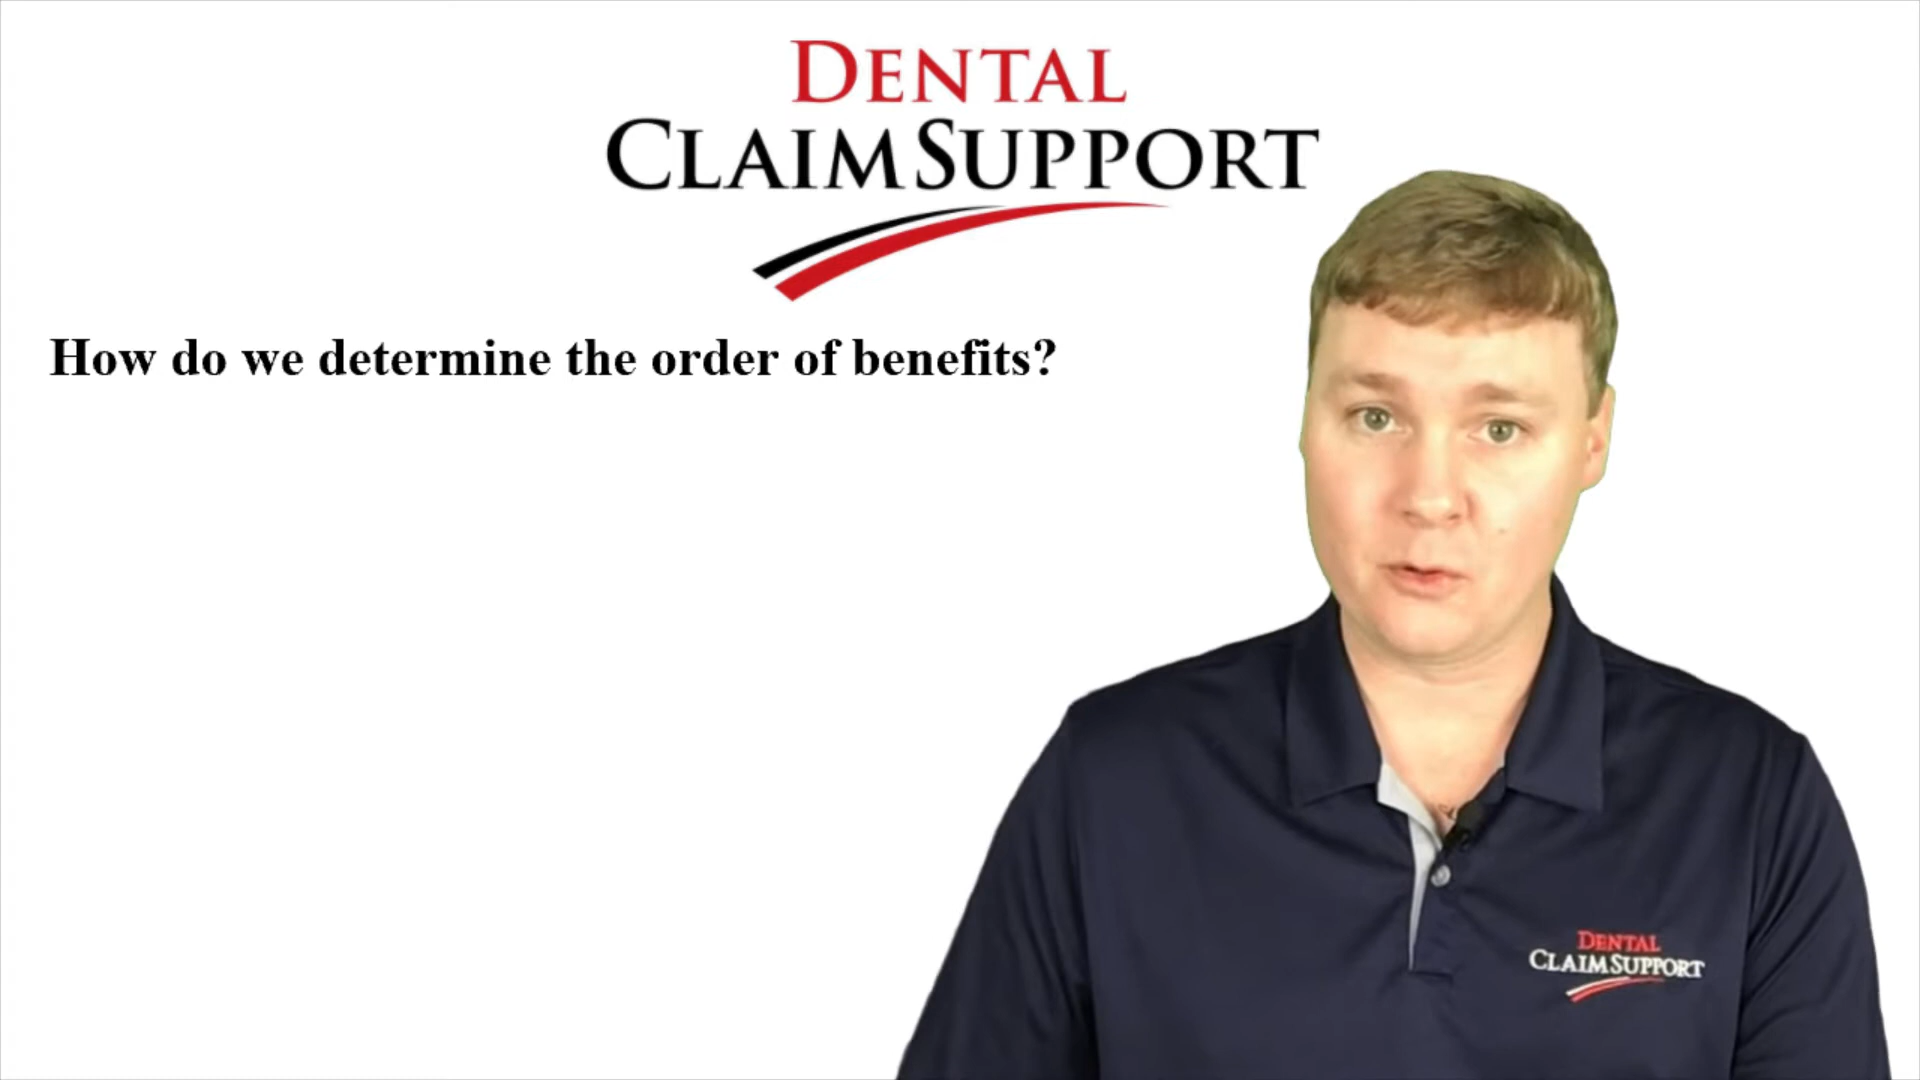 DENTAL
CLAIMSUPPORT
How do we determine the order of benefits?
DENTAL
CLAIMSUPPORT